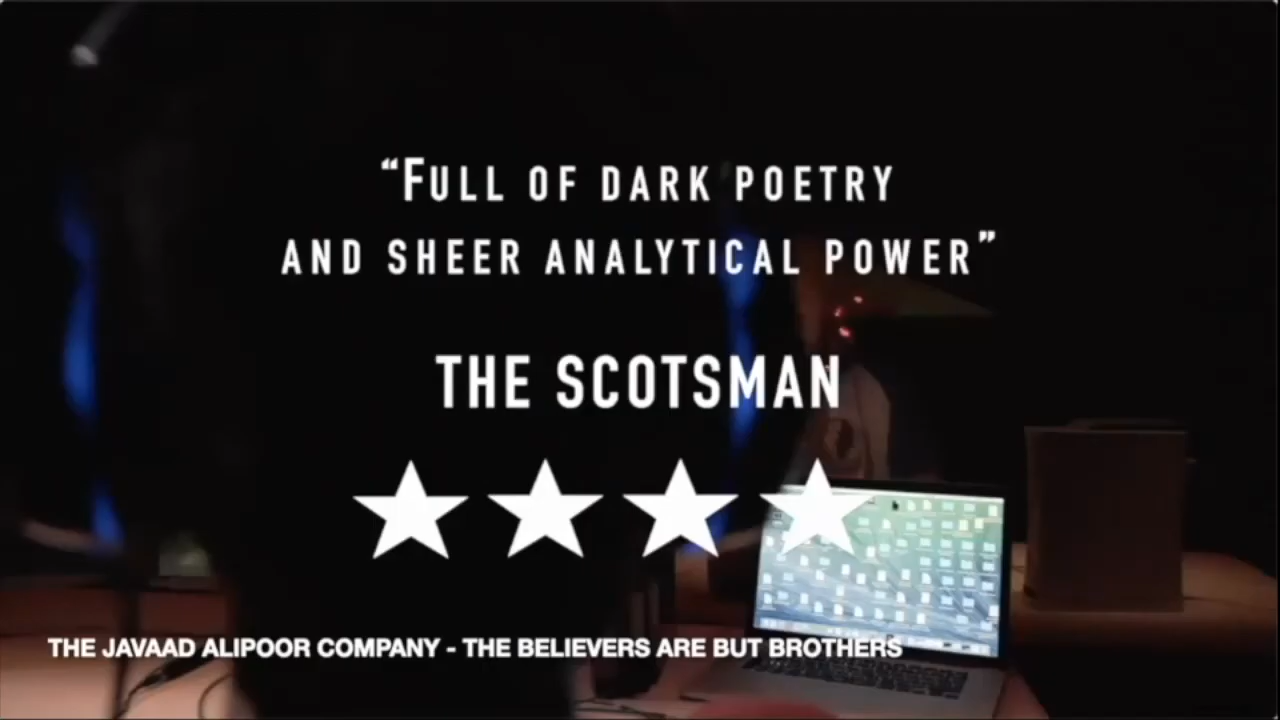 “FULL OF DARK POETRY
AND SHEER ANALYTICAL POWER”
THE SCOTSMAN
THE JAVAAD ALIPOOR COMPANY - THE BELIEVERS ARE BUT BROTHERS